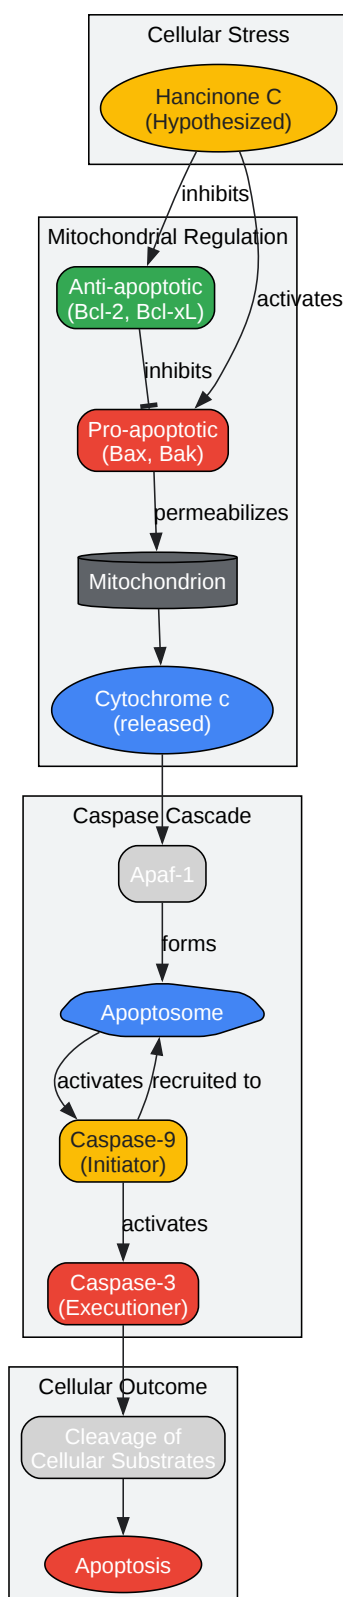 Cellular Stress
Hancinone C
(Hypothesized)
inhibits
Mitochondrial Regulation
Anti-apoptotic
(Bcl-2, Bcl-xL)
activates
inhibits
Pro-apoptotic
(Bax, Bak)
permeabilizes
Mitochondrion
Cytochrome c
(released)
Caspase Cascade
Apaf-1
forms
Apoptosome
activates
recruited to
Caspase-9
(Initiator)
activates
Caspase-3
(Executioner)
Cellular Outcome
Cleavage of
Cellular Substrates
Apoptosis